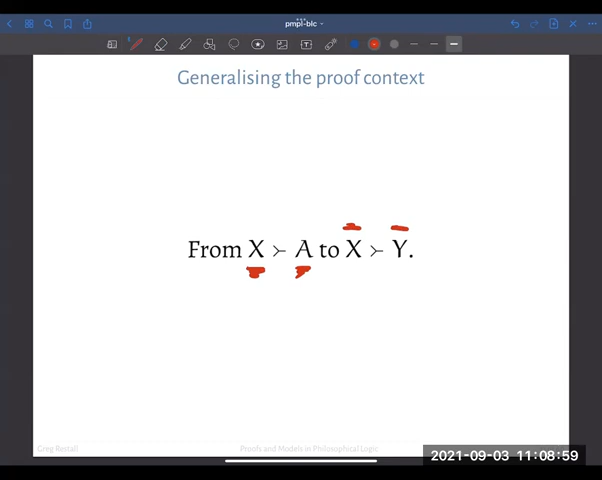 pmpl-blc
Generalising the proof context
From X ≻ A to X ≻ Y.
Greg Restall
Proofs and Models in Philosophical Logic
2021-09-03 11:08:59